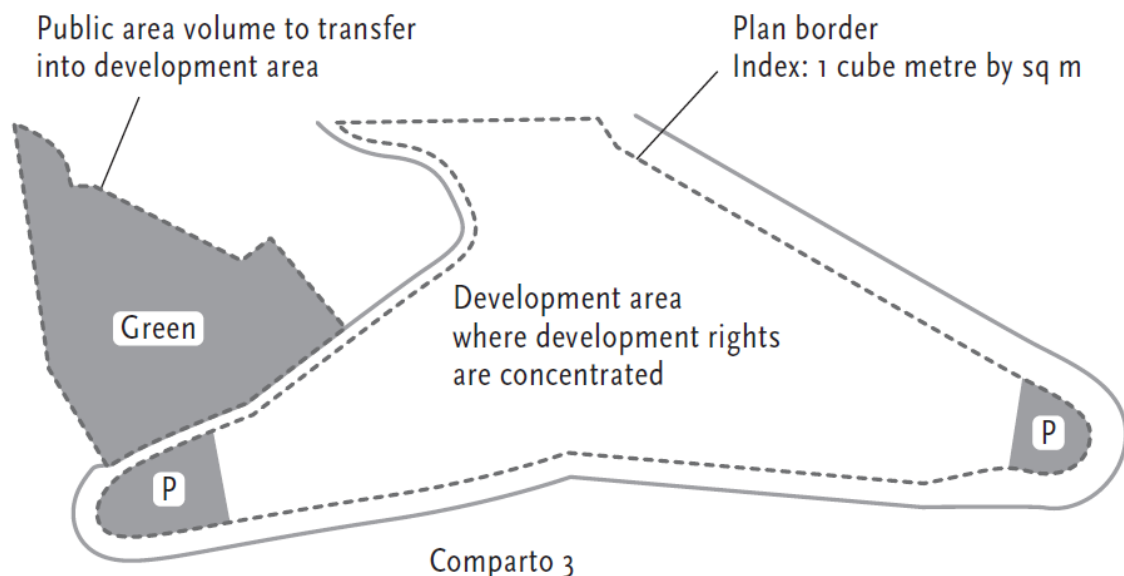 Public area volume to transfer
into development area
Plan border
Index: 1 cube metre by sq m
Green
Development area
where development rights
are concentrated
P
P
Comparto 3